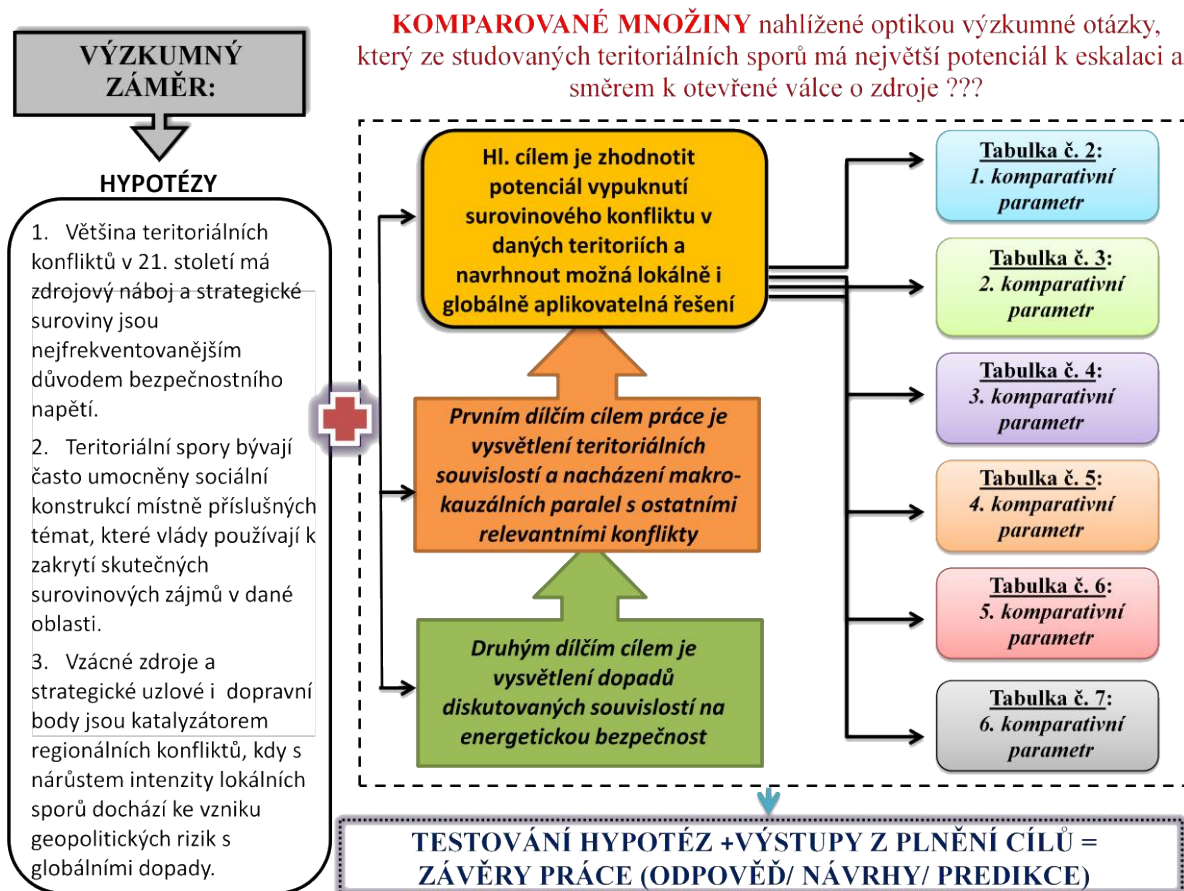 VÝZKUMNÝ
ZÁMĚR:
HYPOTÉZY
1. Většina teritoriálních
konfliktů v 21. století má
zdrojový náboj a strategické
suroviny jsou
nejfrekventovanějším
důvodem bezpečnostního
napětí.
2. Teritoriální spory bývají
často umocněny sociální
konstrukcí místně příslušných
témat, které vlády používají k
zakrytí skutečných
surovinových zájmů v dané
oblasti.
3. Vzácné zdroje a
strategické uzlové i dopravní
body jsou katalyzátorem
regionálních konfliktů, kdy s
nárůstem intenzity lokálních
sporů dochází ke vzniku
geopolitických rizik s
globálními dopady.
KOMPAROVANÉ MNOŽINY nahlížené optikou výzkumné otázky,
který ze studovaných teritoriálních sporů má největší potenciál k eskalaci a
směrem k otevřené válce o zdroje ???
Hl. cílem je zhodnotit
potenciál vypuknutí
surovinového konfliktu v
daných teritoriích a
navrhnout možná lokálně i
globálně aplikovatelná řešení
Prvním dílčím cílem práce je
vysvětlení teritoriálních
souvislostí a nacházení makro-
kauzálních paralel s ostatními
relevantními konflikty
Druhým dílčím cílem je
vysvětlení dopadů
diskutovaných souvislostí na
energetickou bezpečnost
Tabulka č. 2:
1. komparativní
parametr
Tabulka č. 3:
2. komparativní
parametr
Tabulka č. 4:
3. komparativní
parametr
Tabulka č. 5:
4. komparativní
parametr
Tabulka č. 6:
5. komparativní
parametr
Tabulka č. 7:
6. komparativní
parametr
TESTOVÁNÍ HYPOTÉZ +VÝSTUPY Z PLNĚNÍ CÍLŮ =
ZÁVĚRY PRÁCE (ODPOVĚĎ/ NÁVRHY/ PREDIKCE)